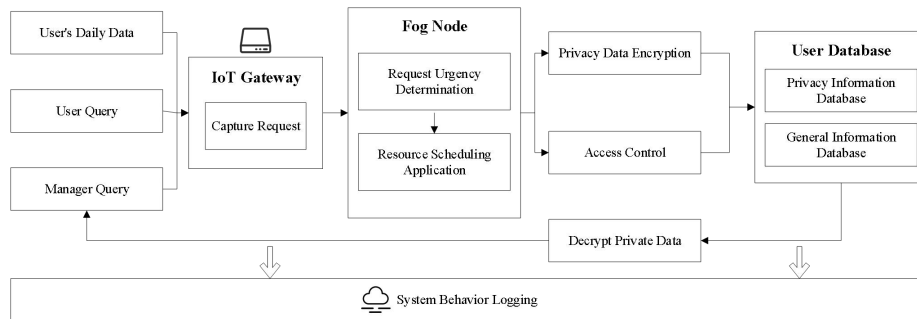 User's Daily Data
User Query
Manager Query
IoT Gateway
Capture Request
Fog Node
Request Urgency
Determination
Resource Scheduling
Application
Privacy Data Encryption
Access Control
User Database
Privacy Information
Database
General Information
Database
Decrypt Private Data
System Behavior Logging